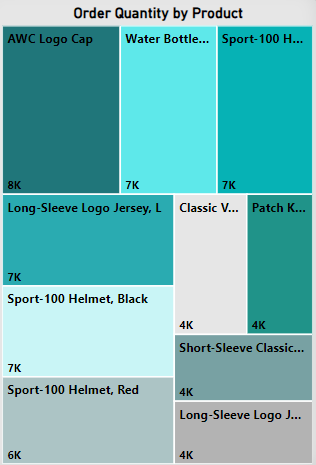 Order Quantity by Product
AWC Logo Cap
Water Bottle...
Sport-100 H...
8K
7K
7K
Long-Sleeve Logo Jersey, L
7K
Classic V...
4K
Patch K...
4K
Sport-100 Helmet, Black
7K
Short-Sleeve Classic...
4K
Sport-100 Helmet, Red
6K
Long-Sleeve Logo J...
4K